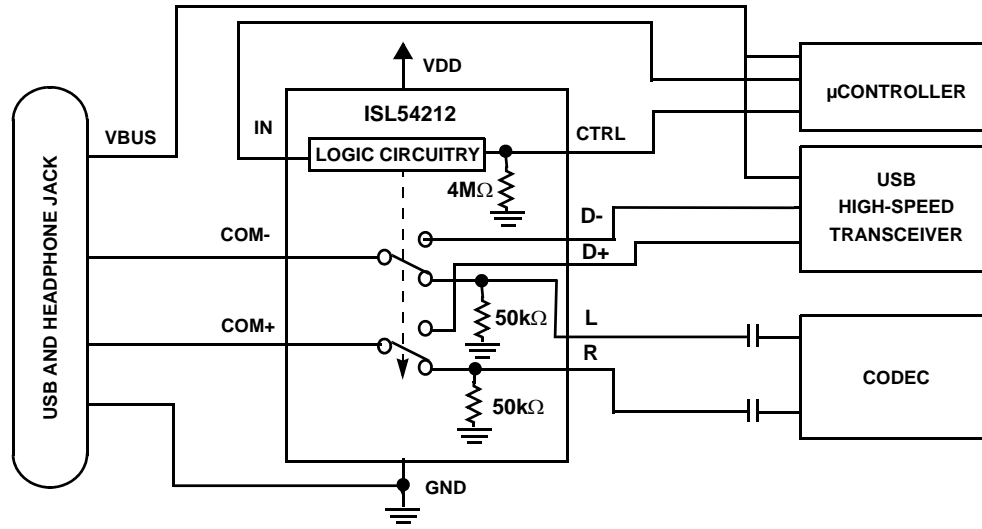 VDD
µCONTROLLER
ISL54212
IN
CTRL
VBUS
LOGIC CIRCUITRY
4MΩ
USB
HIGH-SPEED
TRANSCEIVER
D-
COM-
D+
USB AND HEADPHONE JACK
50kΩ
L
COM+
R
CODEC
50kΩ
GND